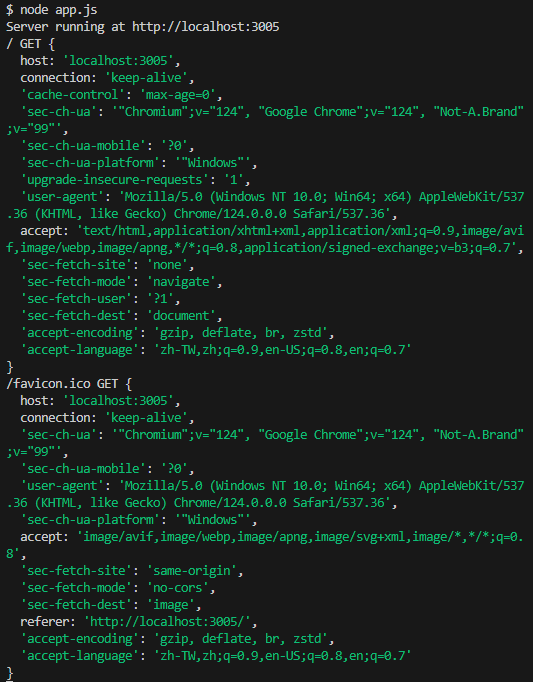 $ node app.js
Server running at http://localhost:3005
/ GET {
  host: 'localhost:3005',
  connection: 'keep-alive',
  'cache-control': 'max-age=0',
  'sec-ch-ua': '"Chromium";v="124", "Google Chrome";v="124", "Not-A.Brand"
;v="99"',
  'sec-ch-ua-mobile': '?0',
  'sec-ch-ua-platform': '"Windows"',
  'upgrade-insecure-requests': '1',
  'user-agent': 'Mozilla/5.0 (Windows NT 10.0; Win64; x64) AppleWebKit/537
.36 (KHTML, like Gecko) Chrome/124.0.0.0 Safari/537.36',
  accept: 'text/html,application/xhtml+xml,application/xml;q=0.9,image/avi
f,image/webp,image/apng,*/*;q=0.8,application/signed-exchange;v=b3;q=0.7',
  'sec-fetch-site': 'none',
  'sec-fetch-mode': 'navigate',
  'sec-fetch-user': '?1',
  'sec-fetch-dest': 'document',
  'accept-encoding': 'gzip, deflate, br, zstd',
  'accept-language': 'zh-TW,zh;q=0.9,en-US;q=0.8,en;q=0.7'
}
/favicon.ico GET {
  host: 'localhost:3005',
  connection: 'keep-alive',
  'sec-ch-ua': '"Chromium";v="124", "Google Chrome";v="124", "Not-A.Brand"
;v="99"',
  'sec-ch-ua-mobile': '?0',
  'user-agent': 'Mozilla/5.0 (Windows NT 10.0; Win64; x64) AppleWebKit/537
.36 (KHTML, like Gecko) Chrome/124.0.0.0 Safari/537.36',
  'sec-ch-ua-platform': '"Windows"',
  accept: 'image/avif,image/webp,image/apng,image/svg+xml,image/*,*/*;q=0.
8',
  'sec-fetch-site': 'same-origin',
  'sec-fetch-mode': 'no-cors',
  'sec-fetch-dest': 'image',
  referer: 'http://localhost:3005/',
  'accept-encoding': 'gzip, deflate, br, zstd',
  'accept-language': 'zh-TW,zh;q=0.9,en-US;q=0.8,en;q=0.7'
}